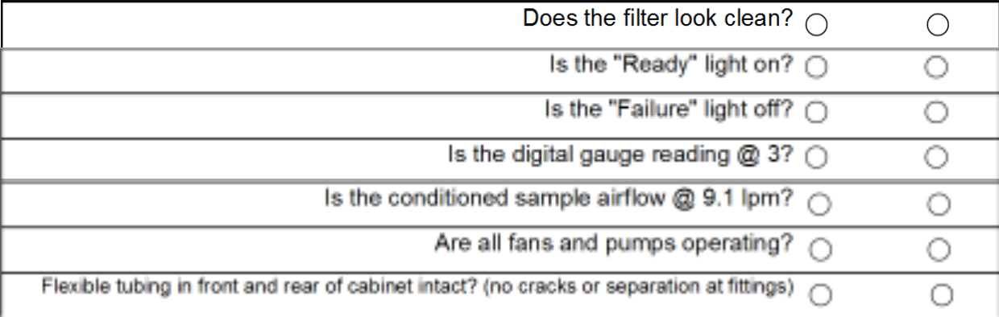 Does the filter look clean?
Is the "Ready" light on?
Is the "Failure" light off?
Is the digital gauge reading @ 3?
Is the conditioned sample airflow @ 9.1 lpm?
Are all fans and pumps operating?
Flexible tubing in front and rear of cabinet intact? (no cracks or separation at fittings)